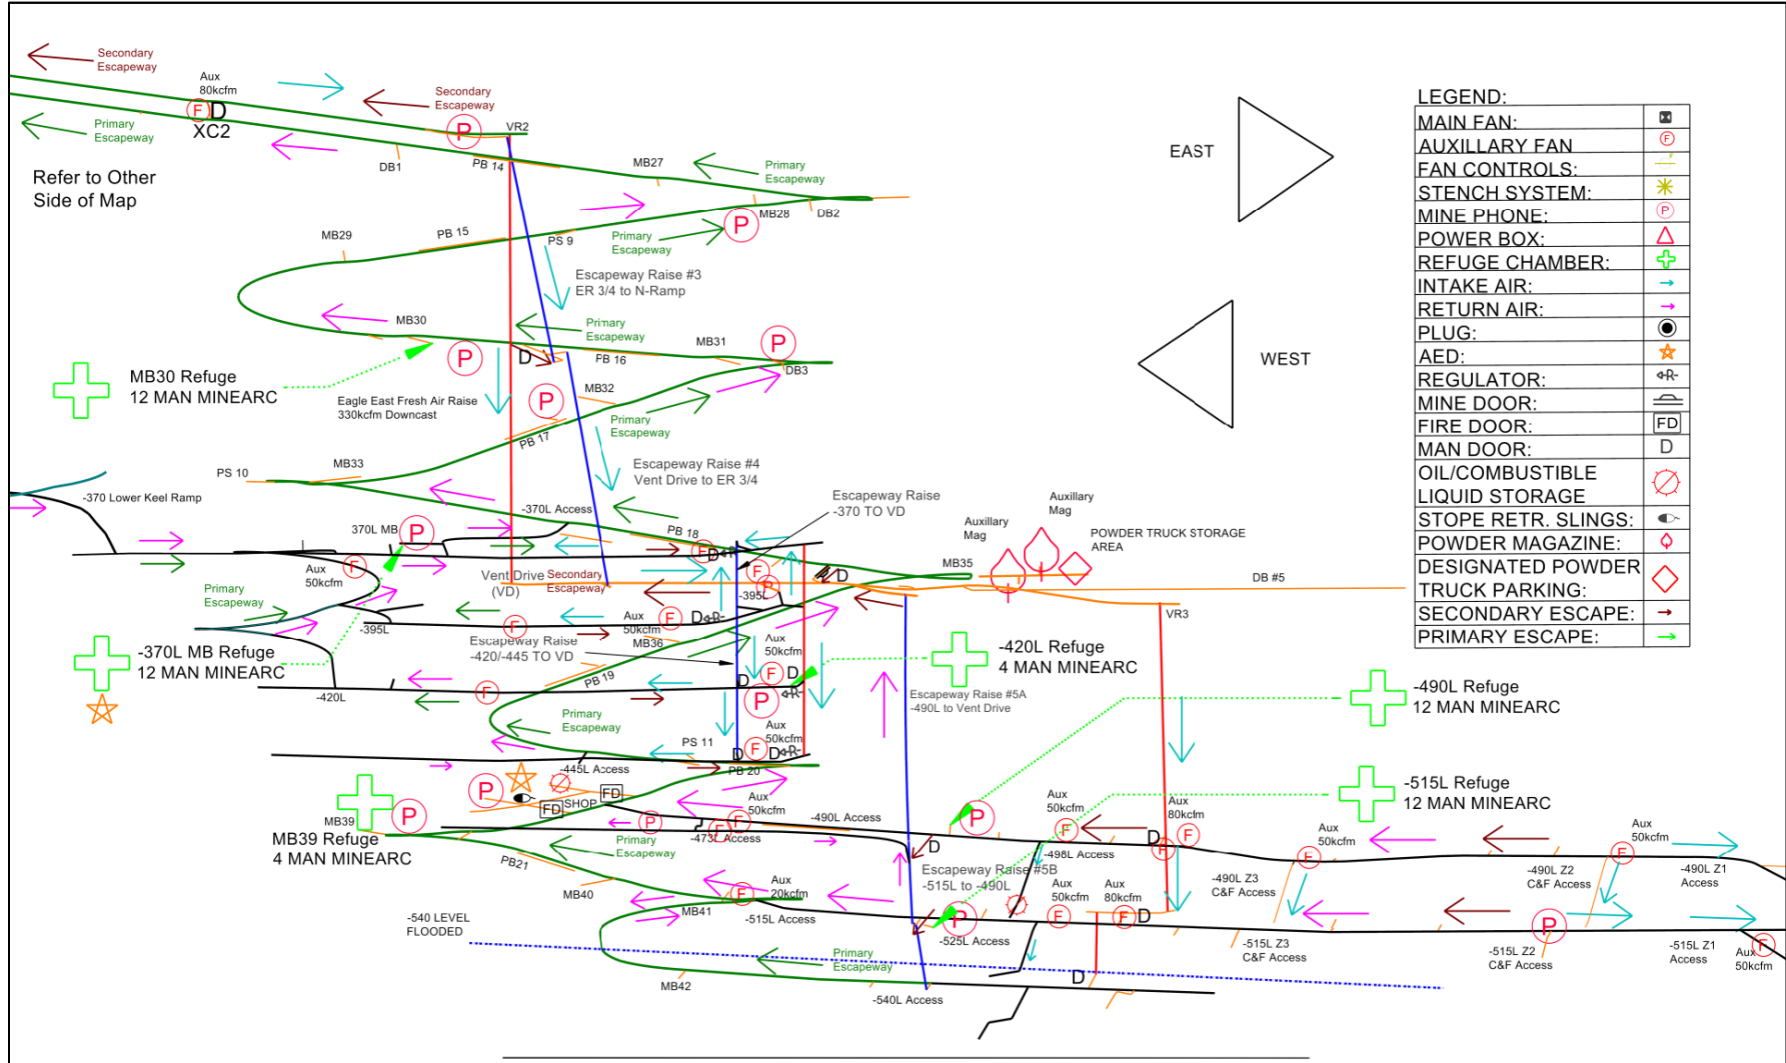 Secondary
Escapeway
Aux
80kcfm
F D
XC2
Primary
Escapeway
Secondary
Escapeway
P
VR2
DB1
PB 14
MB27
Primary
Escapeway
Refer to Other
Side of Map
MB28
DB2
P
MB29
PB 15
PS 9
Primary
Escapeway
Escapeway Raise #3
ER 3/4 to N-Ramp
MB30
Primary
Escapeway
MB31
P
P
D
PB 16
DB3
MB30 Refuge
12 MAN MINEARC
Eagle East Fresh Air Raise
330kcfm Downcast
P
MB32
Primary
Escapeway
PB 17
PS 10
MB33
Escapeway Raise #4
Vent Drive to ER 3/4
-370 Lower Keel Ramp
-370L Access
Escapeway Raise
-370 TO VD
370L MB
P
PB 18
Auxillary
Mag
Auxillary
Mag
POWDER TRUCK STORAGE
AREA
Aux
50kcfm
F
F
D
F
Vent Drive
(VD)
Secondary
Escapeway
F
D
MB35
DB #5
Primary
Escapeway
-395L
-395L
F
Aux
50kcfm
F
D
-R-
MB36
VR3
Escapeway Raise
-420/-445 TO VD
Aux
50kcfm
-370L MB Refuge
12 MAN MINEARC
-420L Refuge
4 MAN MINEARC
F
D
D
-420L
F
PB 19
P
-R-
Escapeway Raise #5A
-490L to Vent Drive
-490L Refuge
12 MAN MINEARC
Primary
Escapeway
PS 11
Aux
50kcfm
D
F
D
-R-
-445L Access
PB 20
P
FD
SHOP
FD
-515L Refuge
12 MAN MINEARC
MB39
P
MB39 Refuge
4 MAN MINEARC
P
F
F
Aux
50kcfm
-473L Access
-490L Access
P
Aux
50kcfm
F
Aux
80kcfm
D
F
F
D
-498L Access
Aux
50kcfm
F
Aux
50kcfm
F
Primary
Escapeway
PB21
MB40
Escapeway Raise #5B
-515L to -490L
-490L Z3
C&F Access
-490L Z2
C&F Access
-490L Z1
Access
Aux
20kcfm
F
MB41
-515L Access
Aux
50kcfm
F
Aux
80kcfm
F
D
P
-525L Access
-540 LEVEL
FLOODED
-515L Z3
C&F Access
P
-515L Z2
C&F Access
-515L Z1
Access
Aux
50kcfm
F
Primary
Escapeway
MB42
-540L Access
D
EAST
WEST
LEGEND:
MAIN FAN:
AUXILLARY FAN F
FAN CONTROLS:
STENCH SYSTEM:
MINE PHONE: P
POWER BOX:
REFUGE CHAMBER:
INTAKE AIR:
RETURN AIR:
PLUG:
AED:
REGULATOR: -R-
MINE DOOR:
FIRE DOOR: FD
MAN DOOR: D
OIL/COMBUSTIBLE
LIQUID STORAGE
STOPE RETR. SLINGS:
POWDER MAGAZINE:
DESIGNATED POWDER
TRUCK PARKING:
SECONDARY ESCAPE:
PRIMARY ESCAPE: